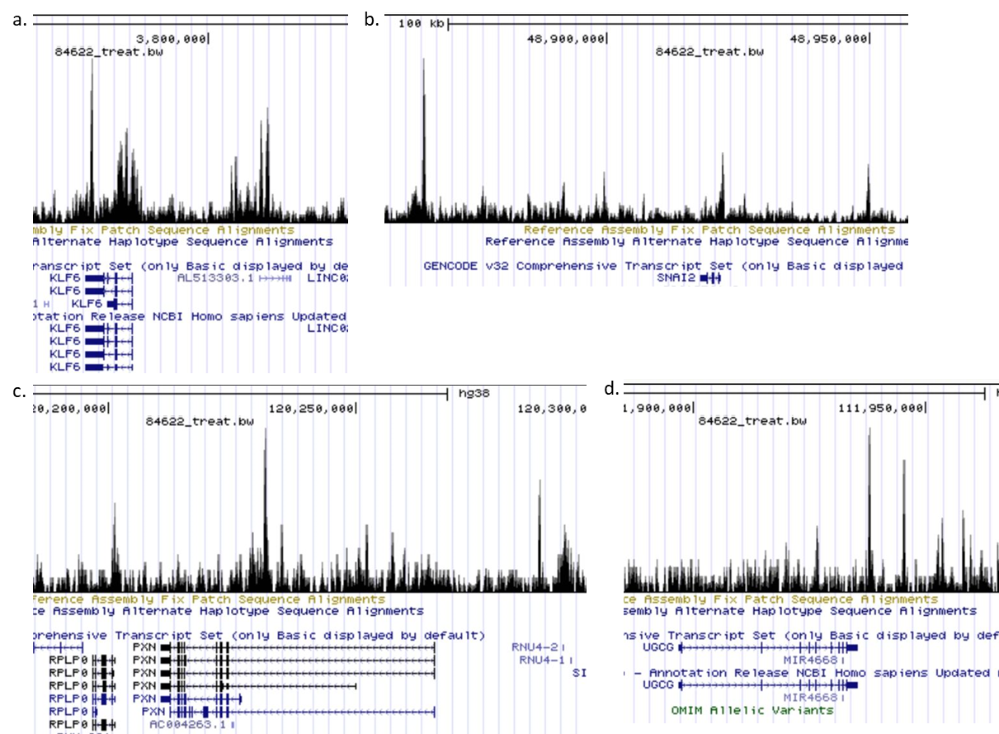 a.
3,800,000
84622_treat.bw
mbly Fix Patch Sequence Alignments
Alternate Haplotype Sequence Alignments
ranscript Set (only Basic displayed by de
KLF6 AL513303.1 LINC02
KLF6
1 KLF6
otation Release NCBI Homo sapiens Updated
KLF6 LINC02
KLF6
KLF6
KLF6
b.
100 kb
48,900,000 48,950,000
84622_treat.bw
Reference Assembly Fix Patch Sequence Alignments
Reference Assembly Alternate Haplotype Sequence Alignme
GENCODE v32 Comprehensive Transcript Set (only Basic displayed
SNAI2
c.
hg38
20,200,000 120,250,000 120,300,0
84622_treat.bw
ference Assembly Fix Patch Sequence Alignments
ce Assembly Alternate Haplotype Sequence Alignments
prehensive Transcript Set (only Basic displayed by default)
PXN RNU4-2
RPLP0 PXN RNU4-1
RPLP0 PXN SI
RPLP0 PXN
RPLP0 PXN
RPLP0 PXN
RPLP0 AC004263.1
d.
h
1,900,000 111,950,000
84622_treat.bw
ce Assembly Fix Patch Sequence Alignments
sembly Alternate Haplotype Sequence Alignments
nsive Transcript Set (only Basic displayed by def
UGCG
MIR4668
- Annotation Release NCBI Homo sapiens Updated
UGCG
MIR4668
OMIM Allelic Variants